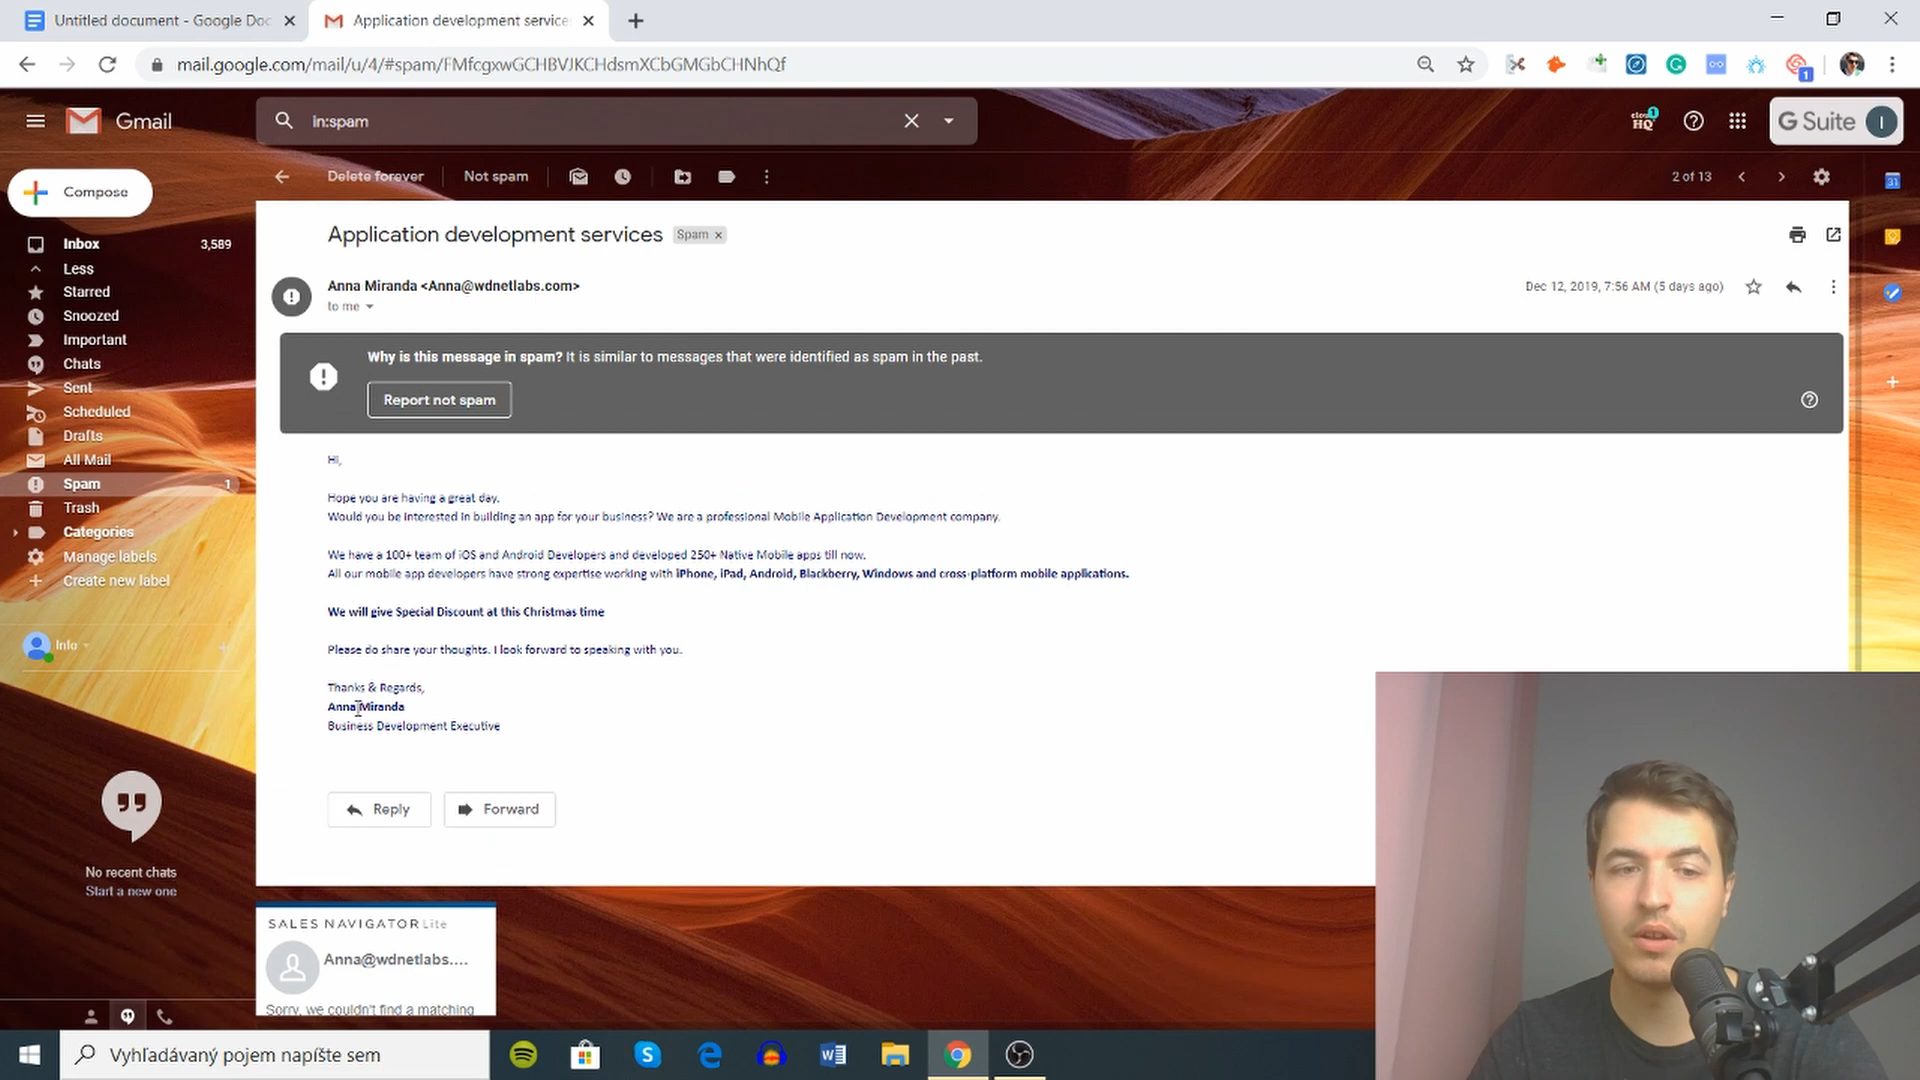 Untitled document - Google Doc
Application development service
mail.google.com/mail/u/4/#spam/FMfcgxwGCHBVJKCHdsmXCbGMGbCHNhQf
1
Gmail
in:spam
cloud
HQ
1
G Suite
I
Compose
Delete forever
Not spam
2 of 13
31
Inbox
3,589
Less
Starred
Snoozed
Important
Chats
Sent
Scheduled
Drafts
All Mail
Spam
1
Trash
Categories
Manage labels
Create new label
Info
No recent chats
Start a new one
Application development services
Spam x
Anna Miranda <Anna@wdnetlabs.com>
to me
Dec 12, 2019, 7:56 AM (5 days ago)
Why is this message in spam? It is similar to messages that were identified as spam in the past.
Report not spam
Hi,
Hope you are having a great day.
Would you be interested in building an app for your business? We are a professional Mobile Application Development company.
We have a 100+ team of iOS and Android Developers and developed 250+ Native Mobile apps till now.
All our mobile app developers have strong expertise working with iPhone, iPad, Android, Blackberry, Windows and cross-platform mobile applications.
We will give Special Discount at this Christmas time
Please do share your thoughts. I look forward to speaking with you.
Thanks & Regards,
Anna Miranda
Business Development Executive
Reply
Forward
SALES NAVIGATOR Lite
Anna@wdnetlabs....
Sorry, we couldn't find a matching
Vyhľadávaný pojem napíšte sem